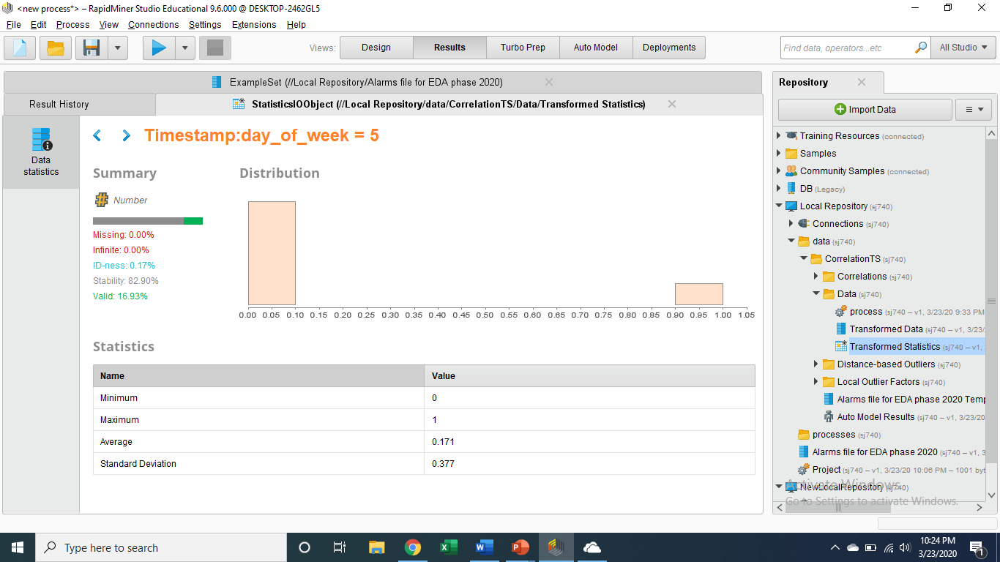 <new process*> – RapidMiner Studio Educational 9.6.000 @ DESKTOP-2462GL5
File Edit Process View Connections Settings Extensions Help
Views: Design Results Turbo Prep Auto Model Deployments Find data, operators...etc All Studio
ExampleSet (//Local Repository/Alarms file for EDA phase 2020)
Result History StatisticsIOObject (//Local Repository/data/CorrelationTS/Data/Transformed Statistics)
Data
statistics
Timestamp:day_of_week = 5
Summary
# Number
Missing: 0.00%
Infinite: 0.00%
ID-ness: 0.17%
Stability: 82.90%
Valid: 16.93%
Distribution
0.00 0.05 0.10 0.15 0.20 0.25 0.30 0.35 0.40 0.45 0.50 0.55 0.60 0.65 0.70 0.75 0.80 0.85 0.90 0.95 1.00 1.05
Statistics
Name Value
Minimum 0
Maximum 1
Average 0.171
Standard Deviation 0.377
Repository
Import Data
Training Resources (connected)
Samples
Community Samples (connected)
DB (Legacy)
Local Repository (sj740)
Connections (sj740)
data (sj740)
CorrelationTS (sj740)
Correlations (sj740)
Data (sj740)
process (sj740 – v1, 3/23/20 9:33 PM
Transformed Data (sj740 – v1, 3/23/
Transformed Statistics (sj740 – v1,
Distance-based Outliers (sj740)
Local Outlier Factors (sj740)
Alarms file for EDA phase 2020 Temp
Auto Model Results (sj740 – v1, 3/23/20
processes (sj740)
Alarms file for EDA phase 2020 (sj740 – v1, 3
Project (sj740 – v1, 3/23/20 10:06 PM – 1001 byt
NewLocalRepository (sj740)
Activate Windows
Go to Settings to activate Windows.
Type here to search
10:24 PM
3/23/2020
1